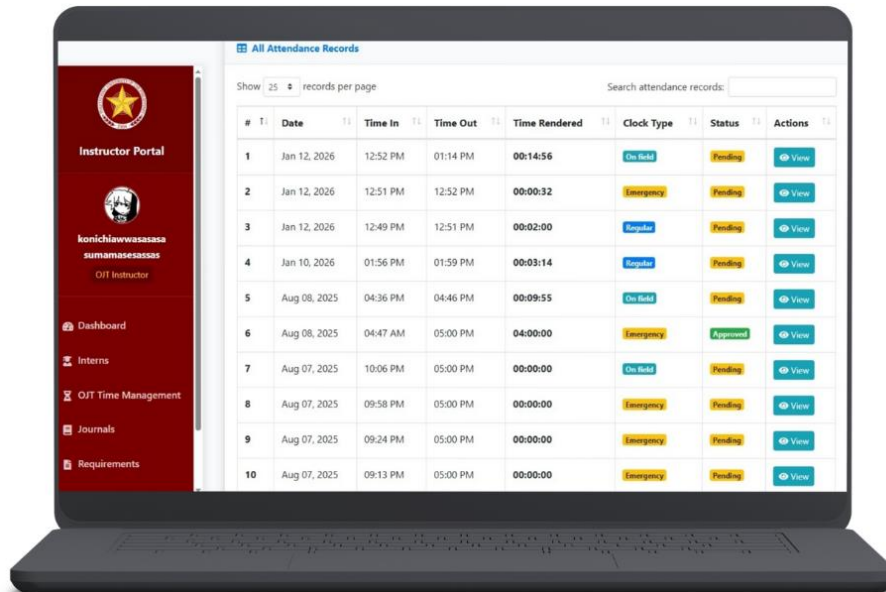 All Attendance Records
Show 25 records per page
Search attendance records:
# Date Time In Time Out Time Rendered Clock Type Status Actions
1 Jan 12, 2026 12:52 PM 01:14 PM 00:14:56 On field Pending View
2 Jan 12, 2026 12:51 PM 12:52 PM 00:00:32 Emergency Pending View
3 Jan 12, 2026 12:49 PM 12:51 PM 00:02:00 Regular Pending View
4 Jan 10, 2026 01:56 PM 01:59 PM 00:03:14 Regular Pending View
5 Aug 08, 2025 04:36 PM 04:46 PM 00:09:55 On field Pending View
6 Aug 08, 2025 04:47 AM 05:00 PM 04:00:00 Emergency Approved View
7 Aug 07, 2025 10:06 PM 05:00 PM 00:00:00 On field Pending View
8 Aug 07, 2025 09:58 PM 05:00 PM 00:00:00 Emergency Pending View
9 Aug 07, 2025 09:24 PM 05:00 PM 00:00:00 Emergency Pending View
10 Aug 07, 2025 09:13 PM 05:00 PM 00:00:00 Emergency Pending View
Instructor Portal
konichiawwasasasa
sumamasesassas
OJT Instructor
Dashboard
Interns
OJT Time Management
Journals
Requirements